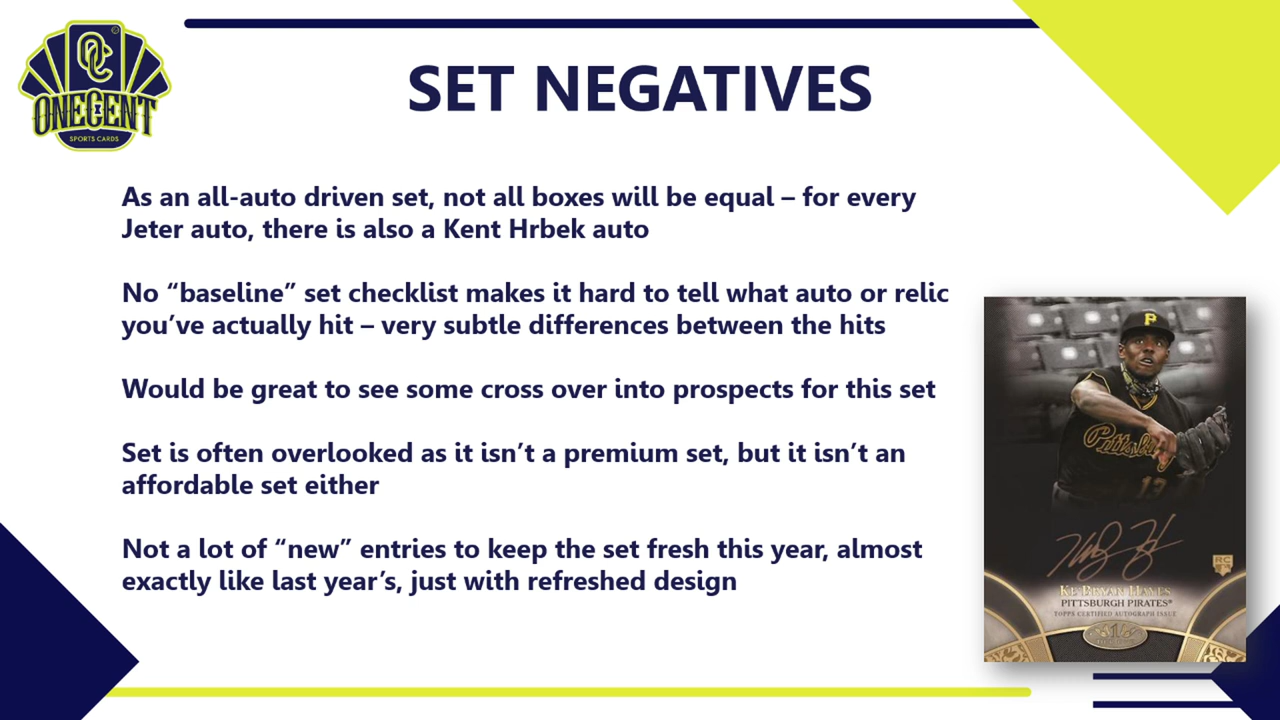 OC
ONECENT
SPORTS CARDS
SET NEGATIVES
As an all-auto driven set, not all boxes will be equal – for every
Jeter auto, there is also a Kent Hrbek auto
No “baseline” set checklist makes it hard to tell what auto or relic
you’ve actually hit – very subtle differences between the hits
Would be great to see some cross over into prospects for this set
Set is often overlooked as it isn’t a premium set, but it isn’t an
affordable set either
Not a lot of “new” entries to keep the set fresh this year, almost
exactly like last year’s, just with refreshed design
P
Pittsburgh
13
RC
KE'BRYAN HAYES
PITTSBURGH PIRATES®
TOPPS CERTIFIED AUTOGRAPH ISSUE